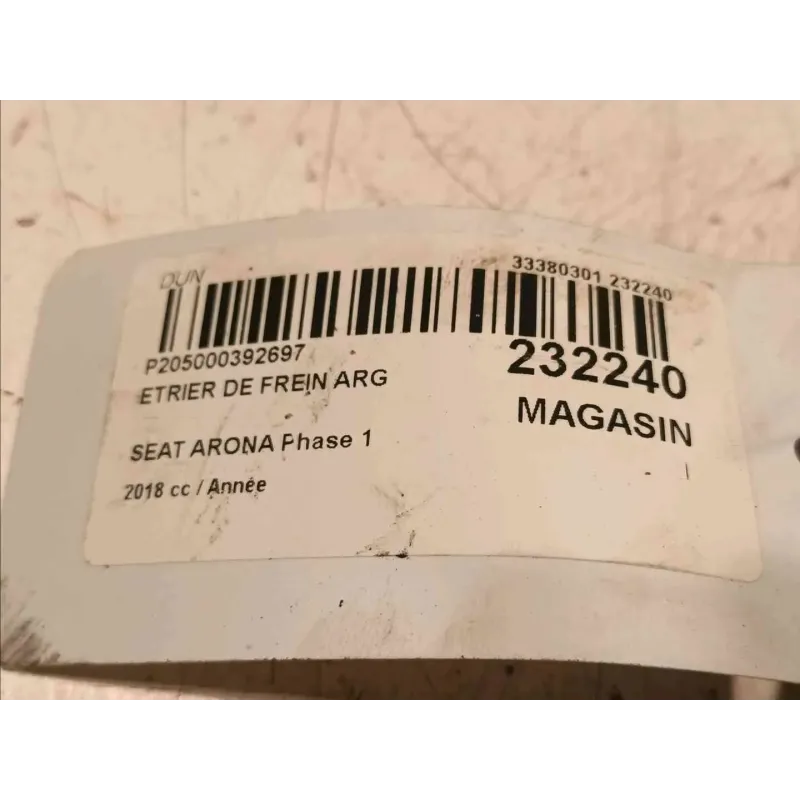 DUN
33380301 232240
P205000392697
232240
ETRIER DE FREIN ARG
MAGASIN
SEAT ARONA Phase 1
2018 cc / Année